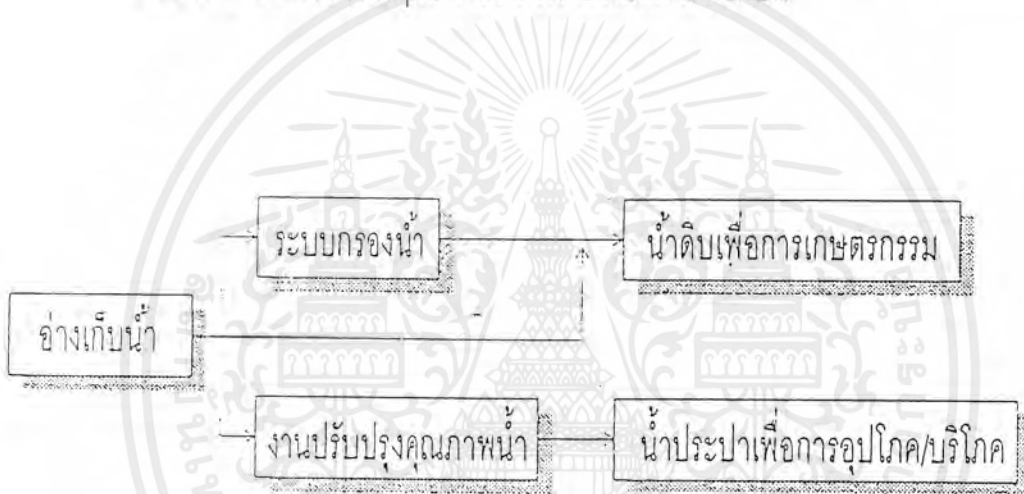 ระบบกรองน้ำ
น้ำดิบเพื่อการเกษตรกรรม
อ่างเก็บน้ำ
งานปรับปรุงคุณภาพน้ำ
น้ำประปาเพื่อการอุปโภค/บริโภค